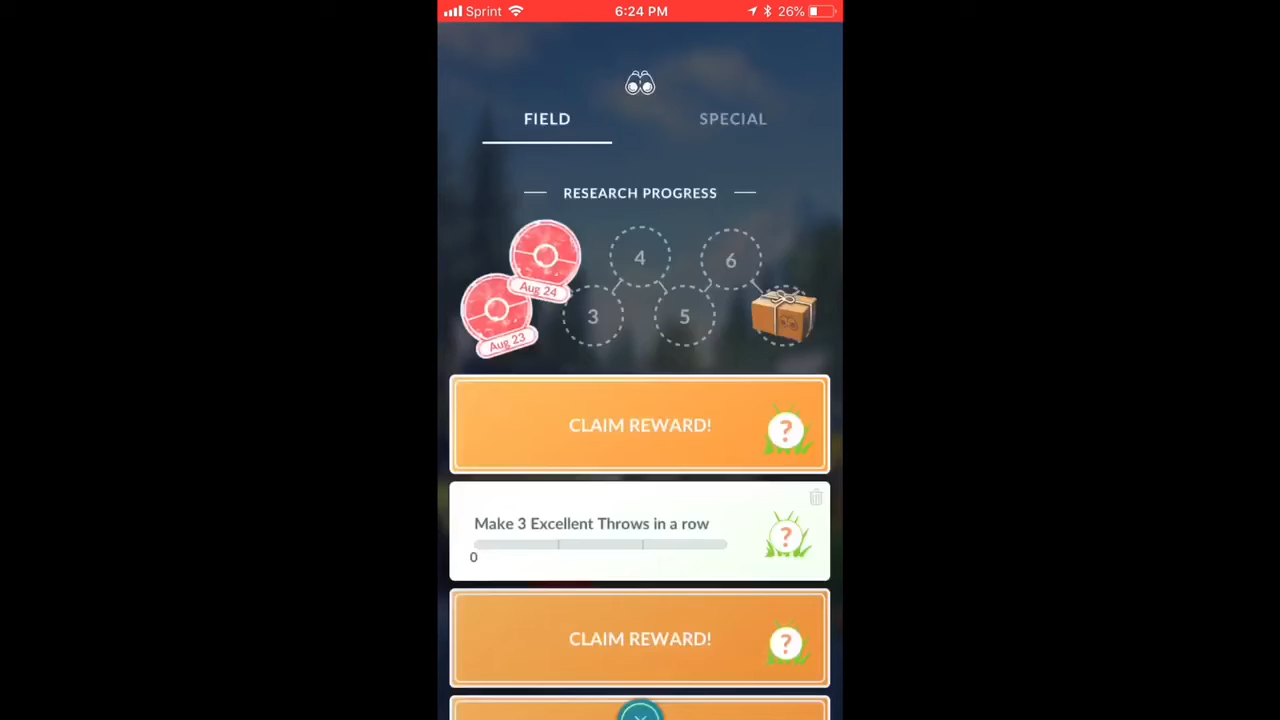 Sprint 6:24 PM 26%
FIELD SPECIAL
RESEARCH PROGRESS
4 6
Aug 24
3 5
Aug 23
CLAIM REWARD! ?
Make 3 Excellent Throws in a row ?
0
CLAIM REWARD! ?